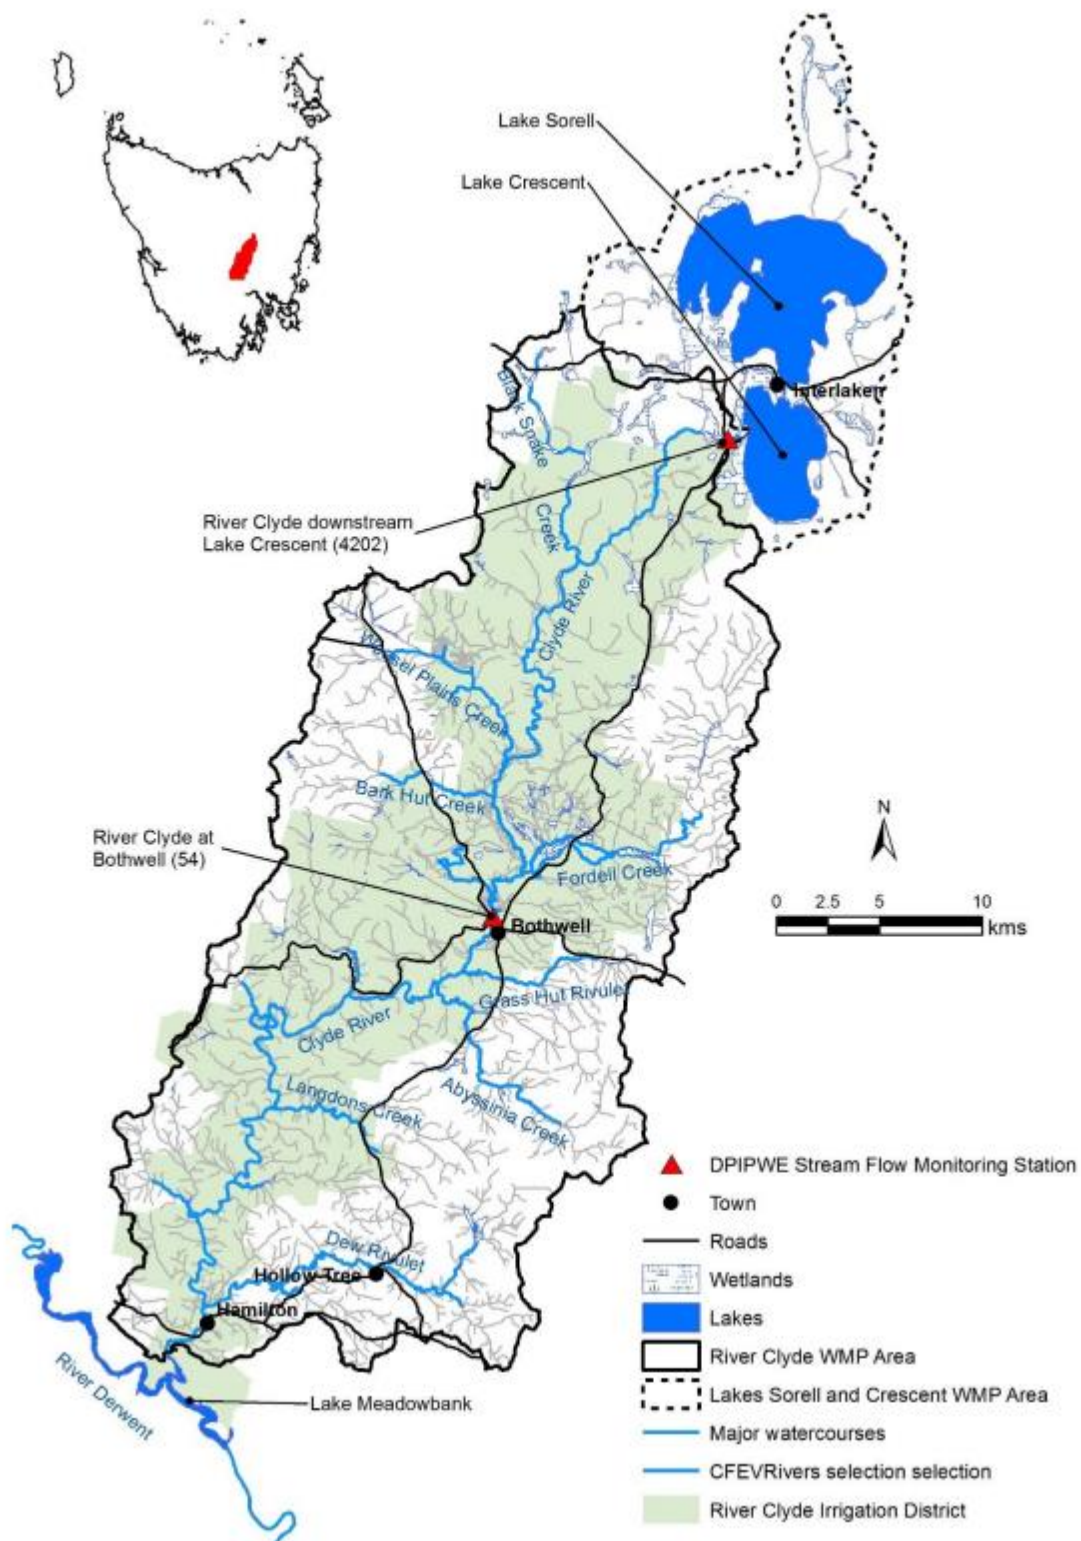 Lake Sorell
Lake Crescent
Interlaken
Black Snake
Creek
River Clyde downstream
Lake Crescent (4202)
Clyde River
Weasel Plains Creek
Bark Hut Creek
River Clyde at
Bothwell (54)
Fordell Creek
N
0 2.5 5 10
kms
Bothwell
Grass Hut Rivulet
Clyde River
Langdons Creek
Abyssinia Creek
Dew Rivulet
Hollow Tree
Hamilton
River Derwent
Lake Meadowbank
DPIPWE Stream Flow Monitoring Station
Town
Roads
Wetlands
Lakes
River Clyde WMP Area
Lakes Sorell and Crescent WMP Area
Major watercourses
CFEVRivers selection selection
River Clyde Irrigation District